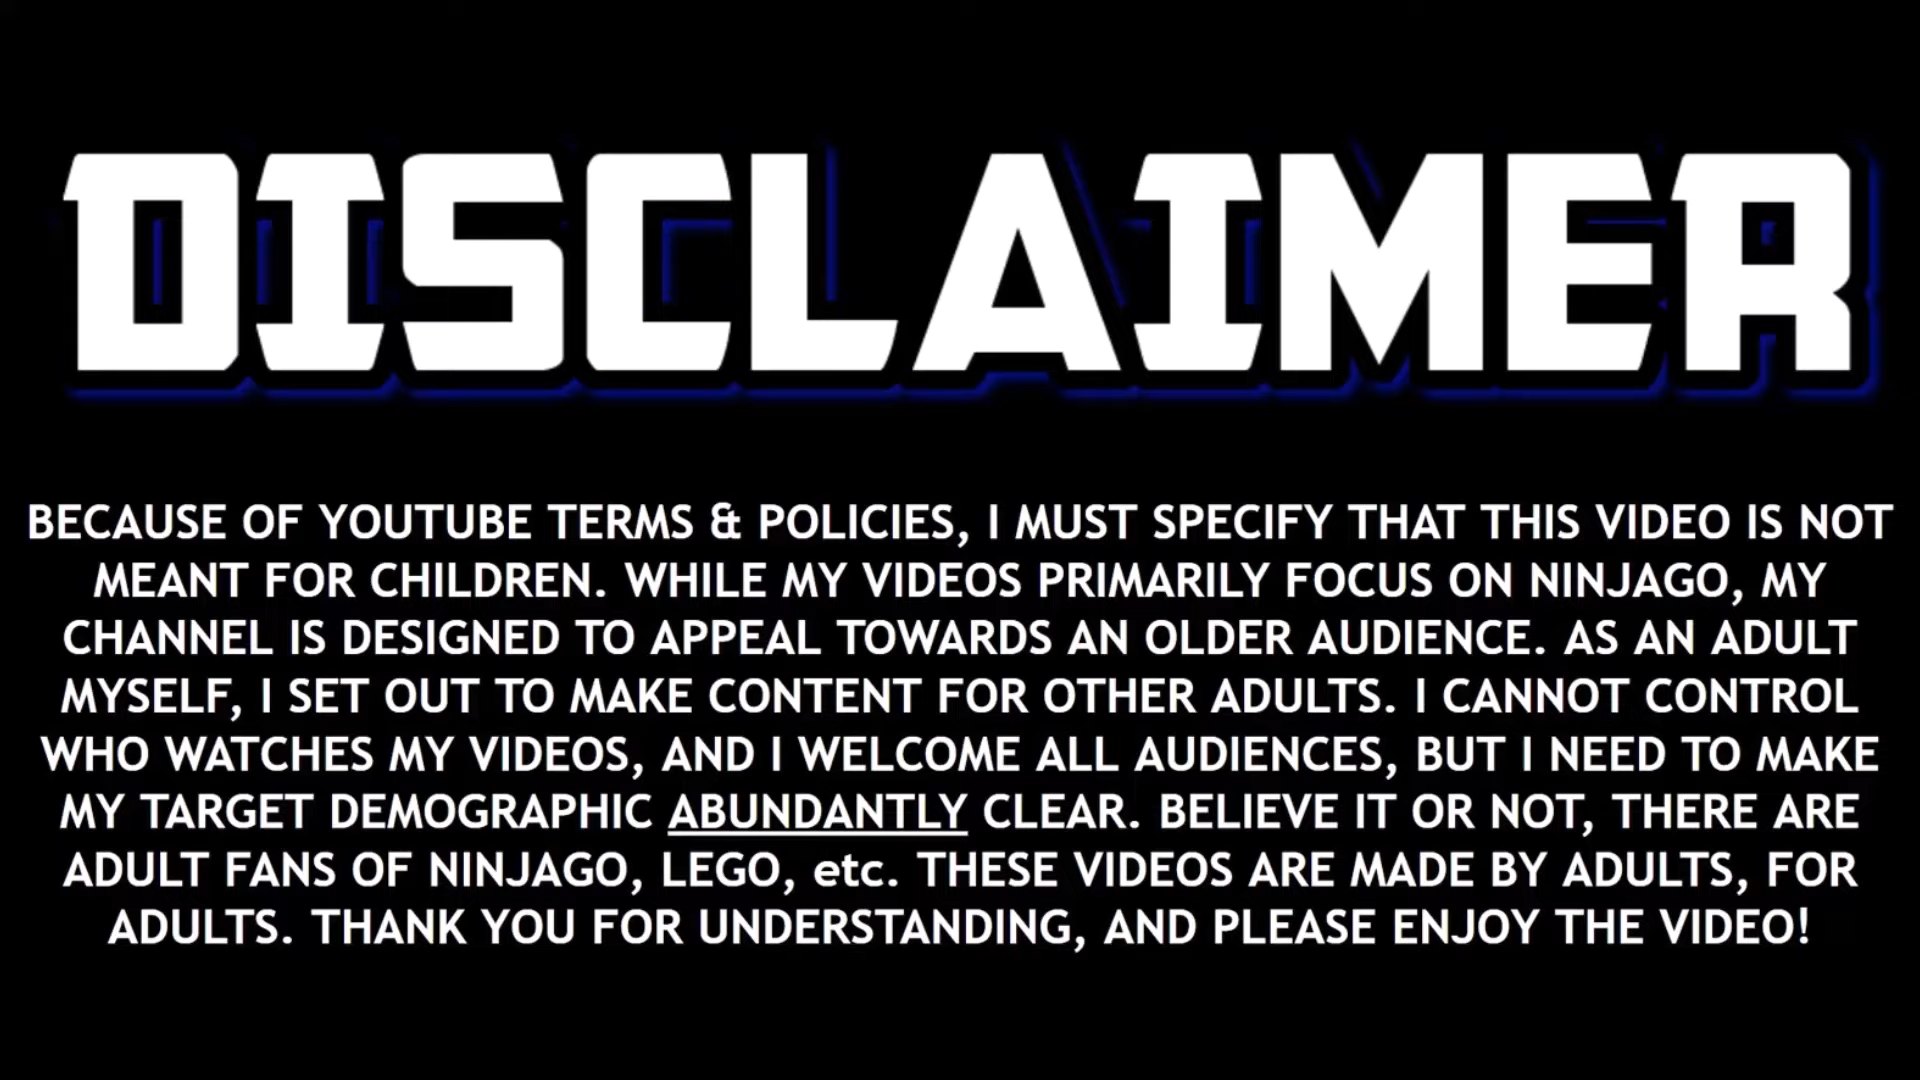 DISCLAIMER
BECAUSE OF YOUTUBE TERMS & POLICIES, I MUST SPECIFY THAT THIS VIDEO IS NOT
MEANT FOR CHILDREN. WHILE MY VIDEOS PRIMARILY FOCUS ON NINJAGO, MY
CHANNEL IS DESIGNED TO APPEAL TOWARDS AN OLDER AUDIENCE. AS AN ADULT
MYSELF, I SET OUT TO MAKE CONTENT FOR OTHER ADULTS. I CANNOT CONTROL
WHO WATCHES MY VIDEOS, AND I WELCOME ALL AUDIENCES, BUT I NEED TO MAKE
MY TARGET DEMOGRAPHIC ABUNDANTLY CLEAR. BELIEVE IT OR NOT, THERE ARE
ADULT FANS OF NINJAGO, LEGO, etc. THESE VIDEOS ARE MADE BY ADULTS, FOR
ADULTS. THANK YOU FOR UNDERSTANDING, AND PLEASE ENJOY THE VIDEO!